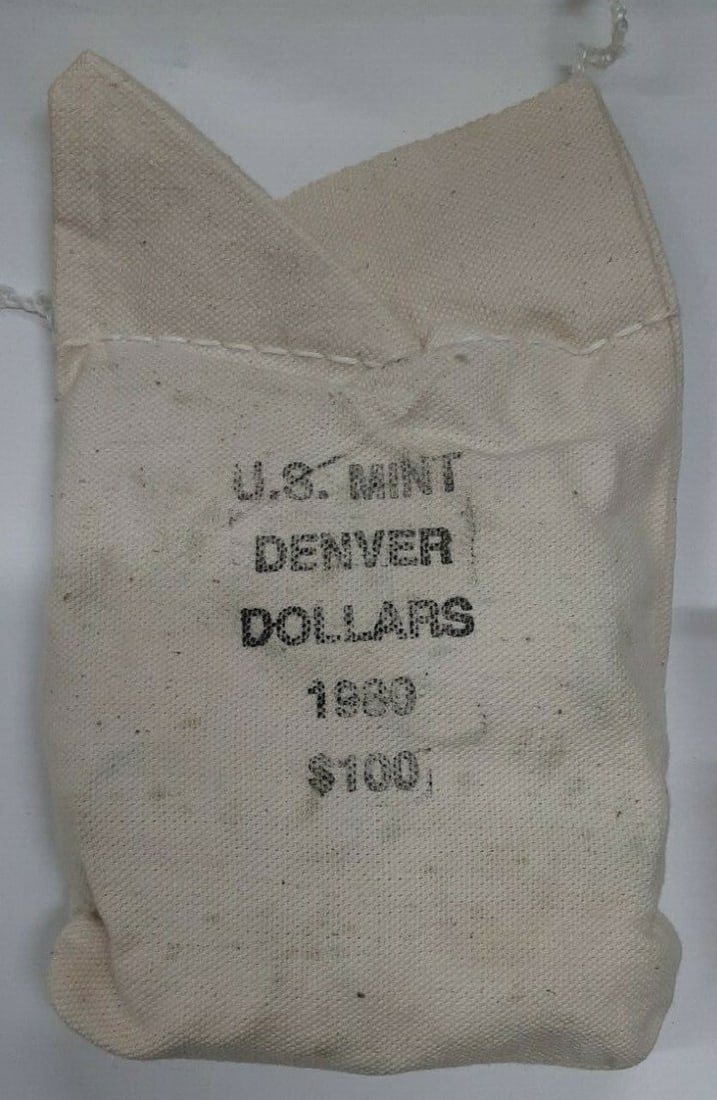 U.S. MINT
DENVER
DOLLARS
1980
$100